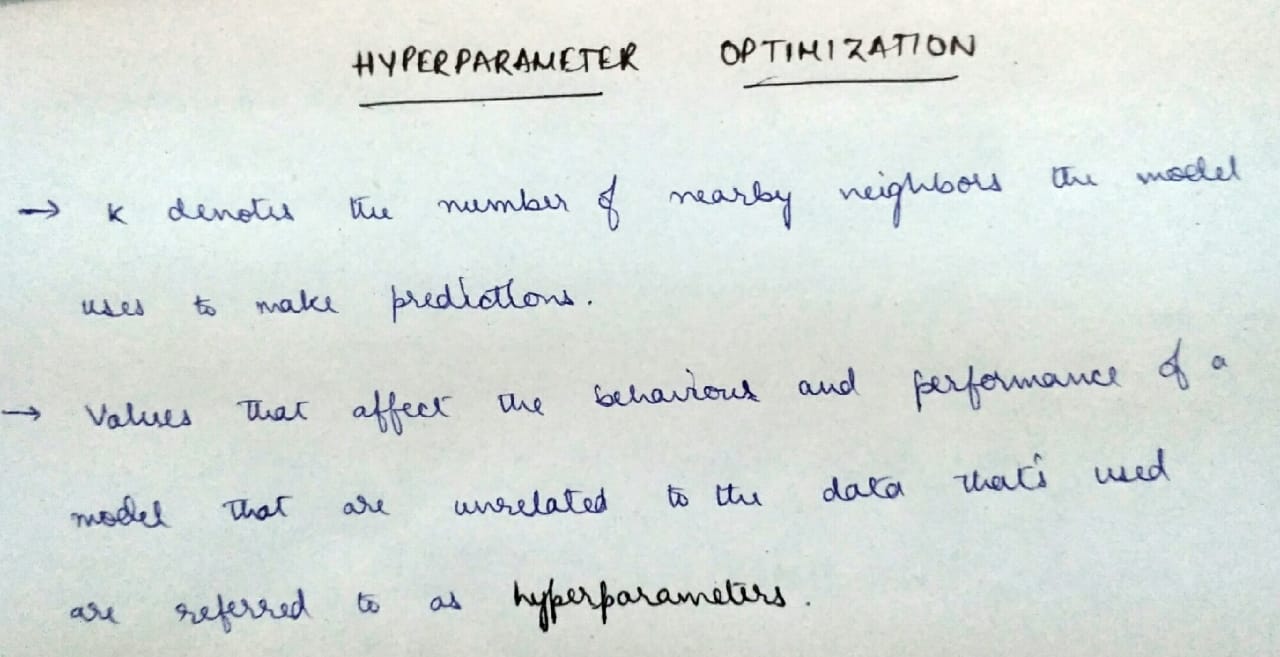 HYPERPARAMETER OPTIMIZATION
→ K denotes the number of nearby neighbors the model
uses to make predictions.
→ Values that affect the behaviour and performance of a
model that are unrelated to the data that's used
are referred to as hyperparameters.